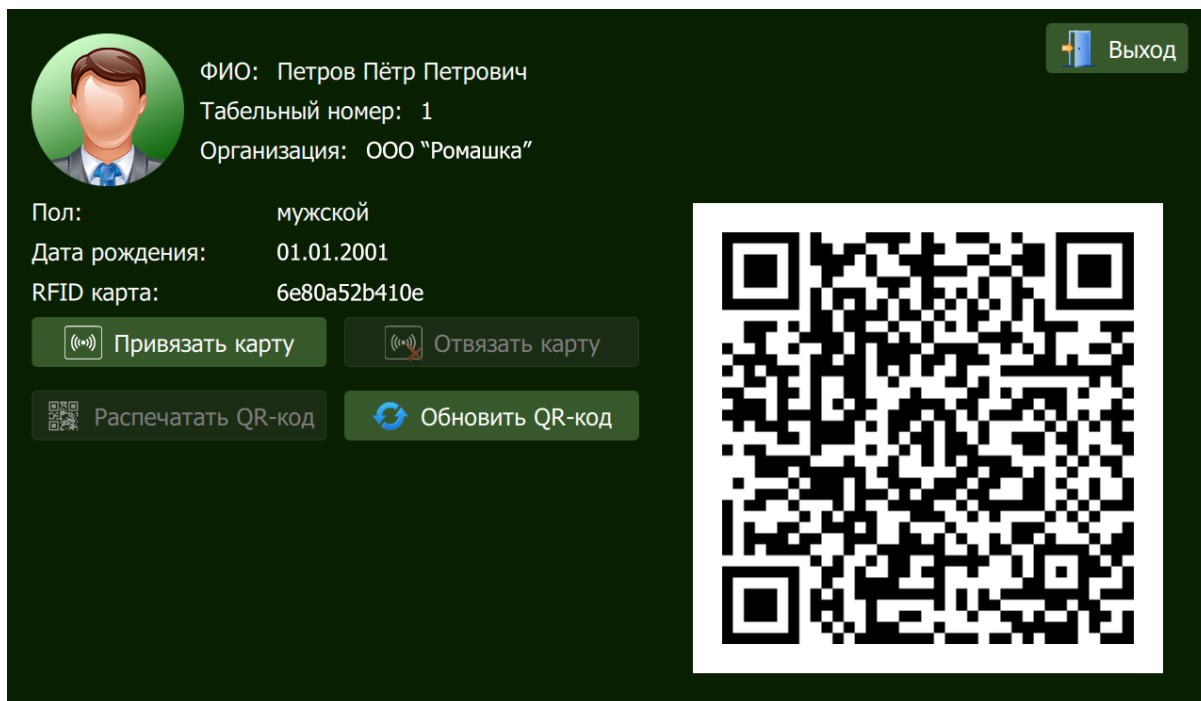 Выход
ФИО: Петров Пётр Петрович
Табельный номер: 1
Организация: ООО “Ромашка”
Пол: мужской
Дата рождения: 01.01.2001
RFID карта: 6e80a52b410e
Привязать карту Отвязать карту
Распечатать QR-код Обновить QR-код